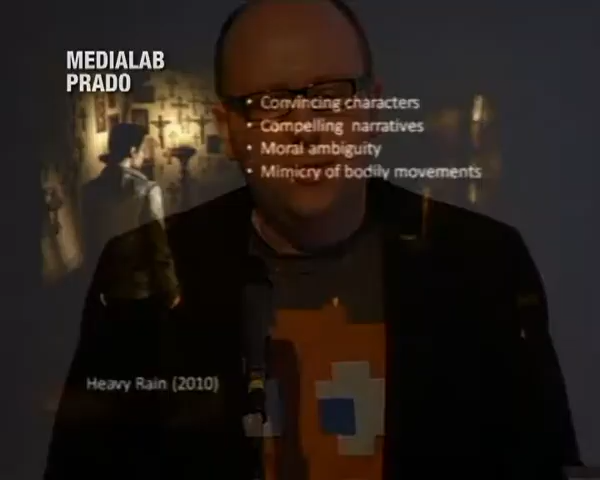 MEDIALAB
PRADO
• Convincing characters
• Compelling narratives
• Moral ambiguity
• Mimicry of bodily movements
Heavy Rain (2010)